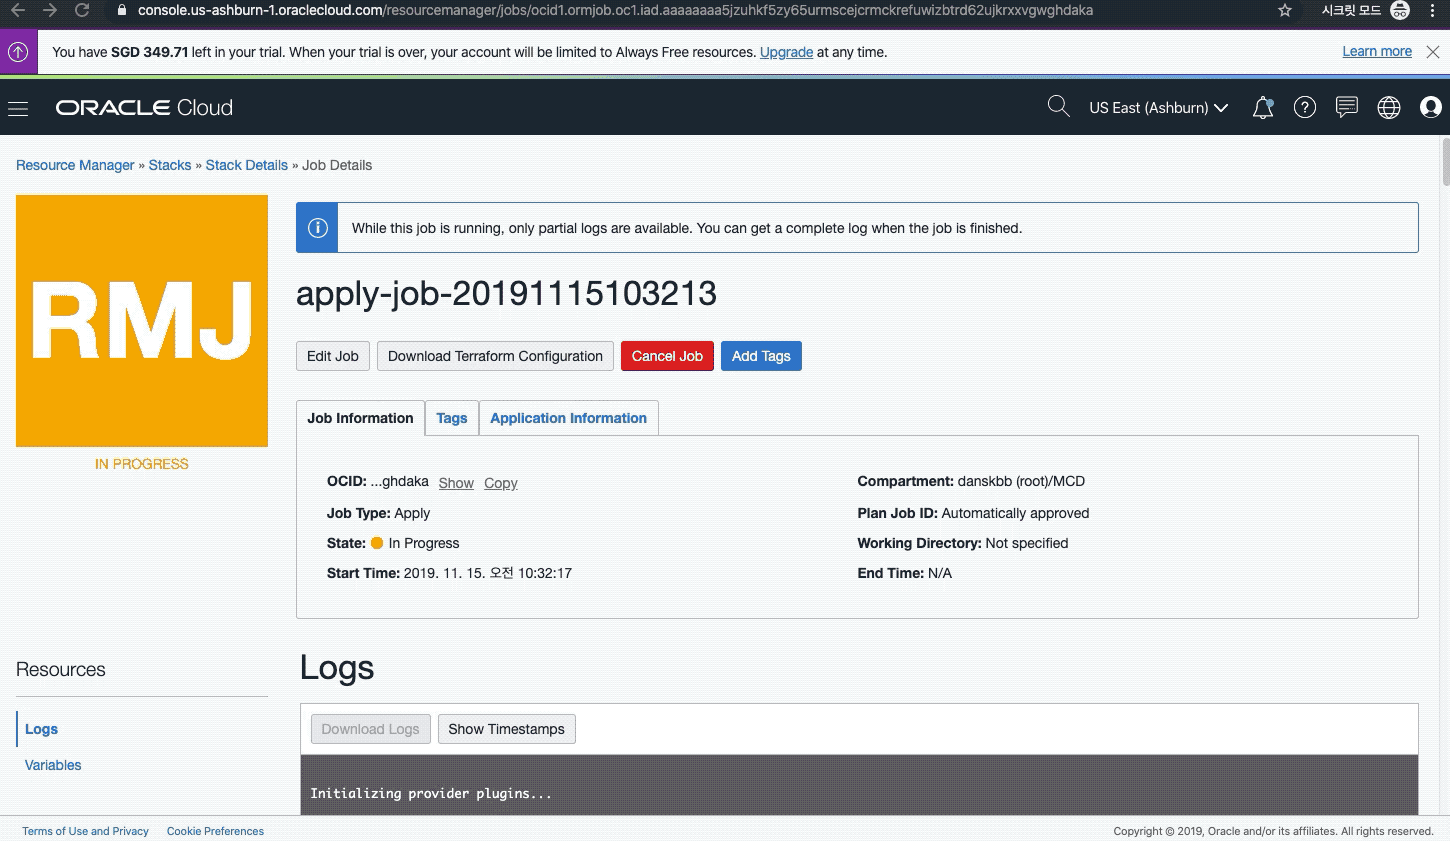 console.us-ashburn-1.oraclecloud.com/resourcemanager/jobs/ocid1.ormjob.oc1.iad.aaaaaaaa5jzuhkf5zy65urmscejcrmckrefuwizbtrd62ujkrxxvgwghdaka
시크릿 모드
You have SGD 349.71 left in your trial. When your trial is over, your account will be limited to Always Free resources. Upgrade at any time.
Learn more
ORACLE Cloud
US East (Ashburn)
Resource Manager » Stacks » Stack Details » Job Details
RMJ
IN PROGRESS
While this job is running, only partial logs are available. You can get a complete log when the job is finished.
apply-job-20191115103213
Edit Job
Download Terraform Configuration
Cancel Job
Add Tags
Job Information
Tags
Application Information
OCID: ...ghdaka Show Copy
Job Type: Apply
State: In Progress
Start Time: 2019. 11. 15. 오전 10:32:17
Compartment: danskbb (root)/MCD
Plan Job ID: Automatically approved
Working Directory: Not specified
End Time: N/A
Resources
Logs
Variables
Logs
Download Logs
Show Timestamps
Initializing provider plugins...
Terms of Use and Privacy
Cookie Preferences
Copyright © 2019, Oracle and/or its affiliates. All rights reserved.